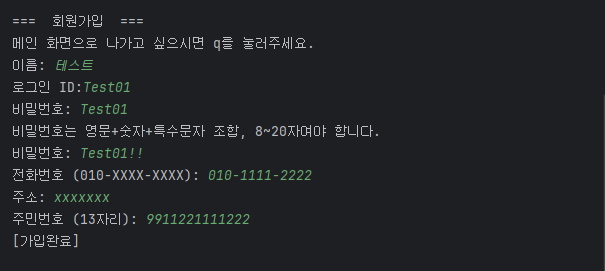 ===  회원가입  ===
메인 화면으로 나가고 싶으시면 q를 눌러주세요.
이름: 테스트
로그인 ID:Test01
비밀번호: Test01
비밀번호는 영문+숫자+특수문자 조합, 8~20자여야 합니다.
비밀번호: Test01!!
전화번호 (010-XXXX-XXXX): 010-1111-2222
주소: xxxxxxx
주민번호 (13자리): 9911221111222
[가입완료]